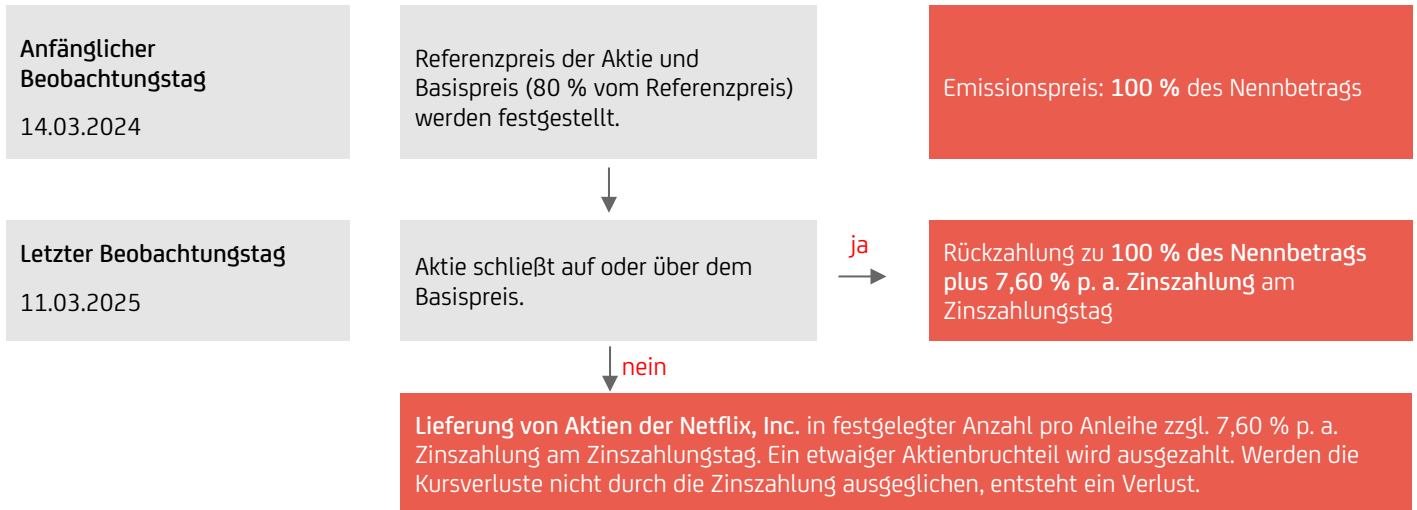 Anfänglicher
Beobachtungstag
14.03.2024
Referenzpreis der Aktie und
Basispreis (80 % vom Referenzpreis)
werden festgestellt.
Emissionspreis: 100 % des Nennbetrags
Letzter Beobachtungstag
11.03.2025
Aktie schließt auf oder über dem
Basispreis.
ja
Rückzahlung zu 100 % des Nennbetrags
plus 7,60 % p. a. Zinszahlung am
Zinszahlungstag
nein
Lieferung von Aktien der Netflix, Inc. in festgelegter Anzahl pro Anleihe zzgl. 7,60 % p. a.
Zinszahlung am Zinszahlungstag. Ein etwaiger Aktienbruchteil wird ausgezahlt. Werden die
Kursverluste nicht durch die Zinszahlung ausgeglichen, entsteht ein Verlust.